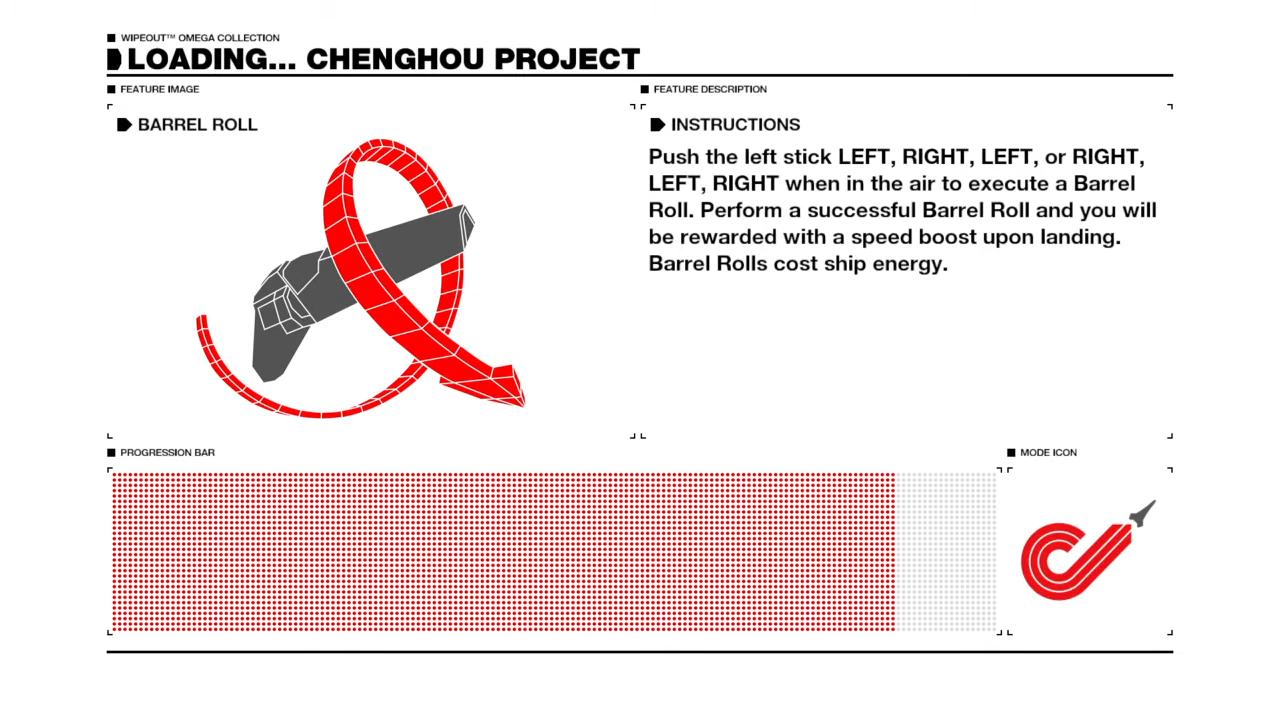 WIPEOUT™ OMEGA COLLECTION
LOADING... CHENGHOU PROJECT
FEATURE IMAGE
BARREL ROLL
FEATURE DESCRIPTION
INSTRUCTIONS
Push the left stick LEFT, RIGHT, LEFT, or RIGHT,
LEFT, RIGHT when in the air to execute a Barrel
Roll. Perform a successful Barrel Roll and you will
be rewarded with a speed boost upon landing.
Barrel Rolls cost ship energy.
PROGRESSION BAR
MODE ICON